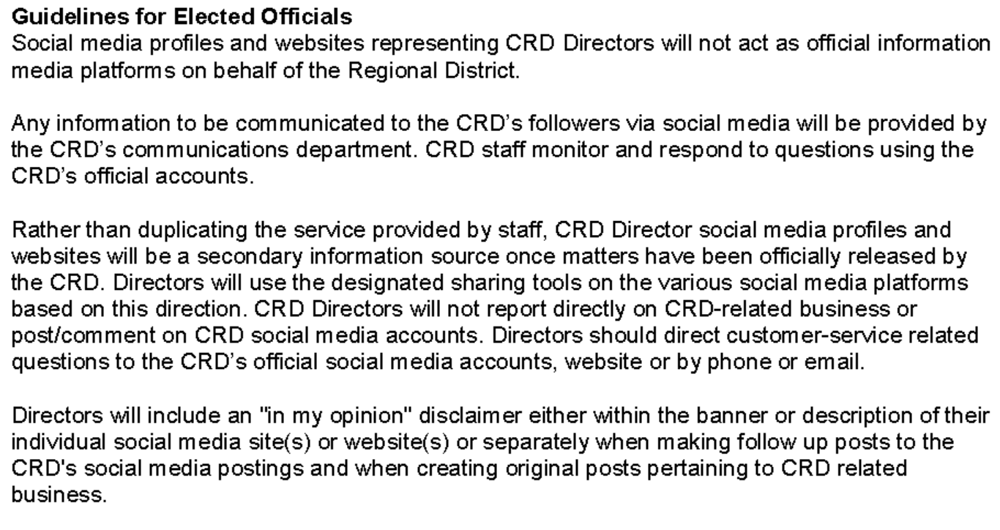 Guidelines for Elected Officials
Social media profiles and websites representing CRD Directors will not act as official information
media platforms on behalf of the Regional District.
Any information to be communicated to the CRD's followers via social media will be provided by
the CRD's communications department. CRD staff monitor and respond to questions using the
CRD's official accounts.
Rather than duplicating the service provided by staff, CRD Director social media profiles and
websites will be a secondary information source once matters have been officially released by
the CRD. Directors will use the designated sharing tools on the various social media platforms
based on this direction. CRD Directors will not report directly on CRD-related business or
post/comment on CRD social media accounts. Directors should direct customer-service related
questions to the CRD's official social media accounts, website or by phone or email.
Directors will include an "in my opinion" disclaimer either within the banner or description of their
individual social media site(s) or website(s) or separately when making follow up posts to the
CRD's social media postings and when creating original posts pertaining to CRD related
business.